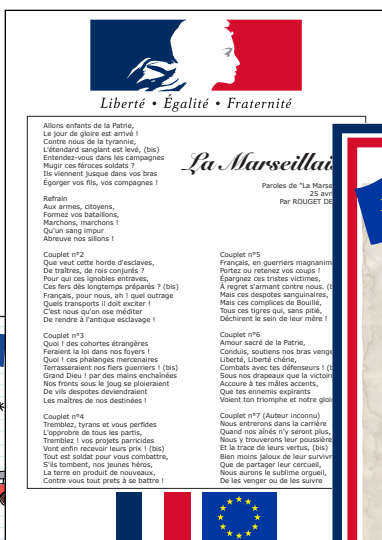 Liberté • Égalité • Fraternité
Allons enfants de la Patrie,
Le jour de gloire est arrivé !
Contre nous de la tyrannie,
L'étendard sanglant est levé, (bis)
Entendez-vous dans les campagnes
Mugir ces féroces soldats ?
Ils viennent jusque dans vos bras
Égorger vos fils, vos compagnes !
Refrain
Aux armes, citoyens,
Formez vos bataillons,
Marchons, marchons !
Qu'un sang impur
Abreuve nos sillons !
Couplet n°2
Que veut cette horde d'esclaves,
De traîtres, de rois conjurés ?
Pour qui ces ignobles entraves,
Ces fers dès longtemps préparés ? (bis)
Français, pour nous, ah ! quel outrage
Quels transports il doit exciter !
C'est nous qu'on ose méditer
De rendre à l'antique esclavage !
Couplet n°3
Quoi ! des cohortes étrangères
Feraient la loi dans nos foyers !
Quoi ! ces phalanges mercenaires
Terrasseraient nos fiers guerriers ! (bis)
Grand Dieu ! par des mains enchaînées
Nos fronts sous le joug se ploieraient
De vils despotes deviendraient
Les maîtres de nos destinées !
Couplet n°4
Tremblez, tyrans et vous perfides
L'opprobre de tous les partis,
Tremblez ! vos projets parricides
Vont enfin recevoir leurs prix ! (bis)
Tout est soldat pour vous combattre,
S'ils tombent, nos jeunes héros,
La terre en produit de nouveaux,
Contre vous tout prets à se battre !
La Marseillai
Paroles de "La Marse
25 avr
Par ROUGET DE
Couplet n°5
Français, en guerriers magnanim
Portez ou retenez vos coups !
Épargnez ces tristes victimes,
À regret s'armant contre nous. (b
Mais ces despotes sanguinaires,
Mais ces complices de Bouillé,
Tous ces tigres qui, sans pitié,
Déchirent le sein de leur mère !
Couplet n°6
Amour sacré de la Patrie,
Conduis, soutiens nos bras venge
Liberté, Liberté chérie,
Combats avec tes défenseurs ! (b
Sous nos drapeaux que la victoir
Accoure à tes mâles accents,
Que tes ennemis expirants
Voient ton triomphe et notre gloi
Couplet n°7 (Auteur inconnu)
Nous entrerons dans la carrière
Quand nos aînés n'y seront plus,
Nous y trouverons leur poussière
Et la trace de leurs vertus, (bis)
Bien moins jaloux de leur survivr
Que de partager leur cercueil,
Nous aurons le sublime orgueil,
De les venger ou de les suivre